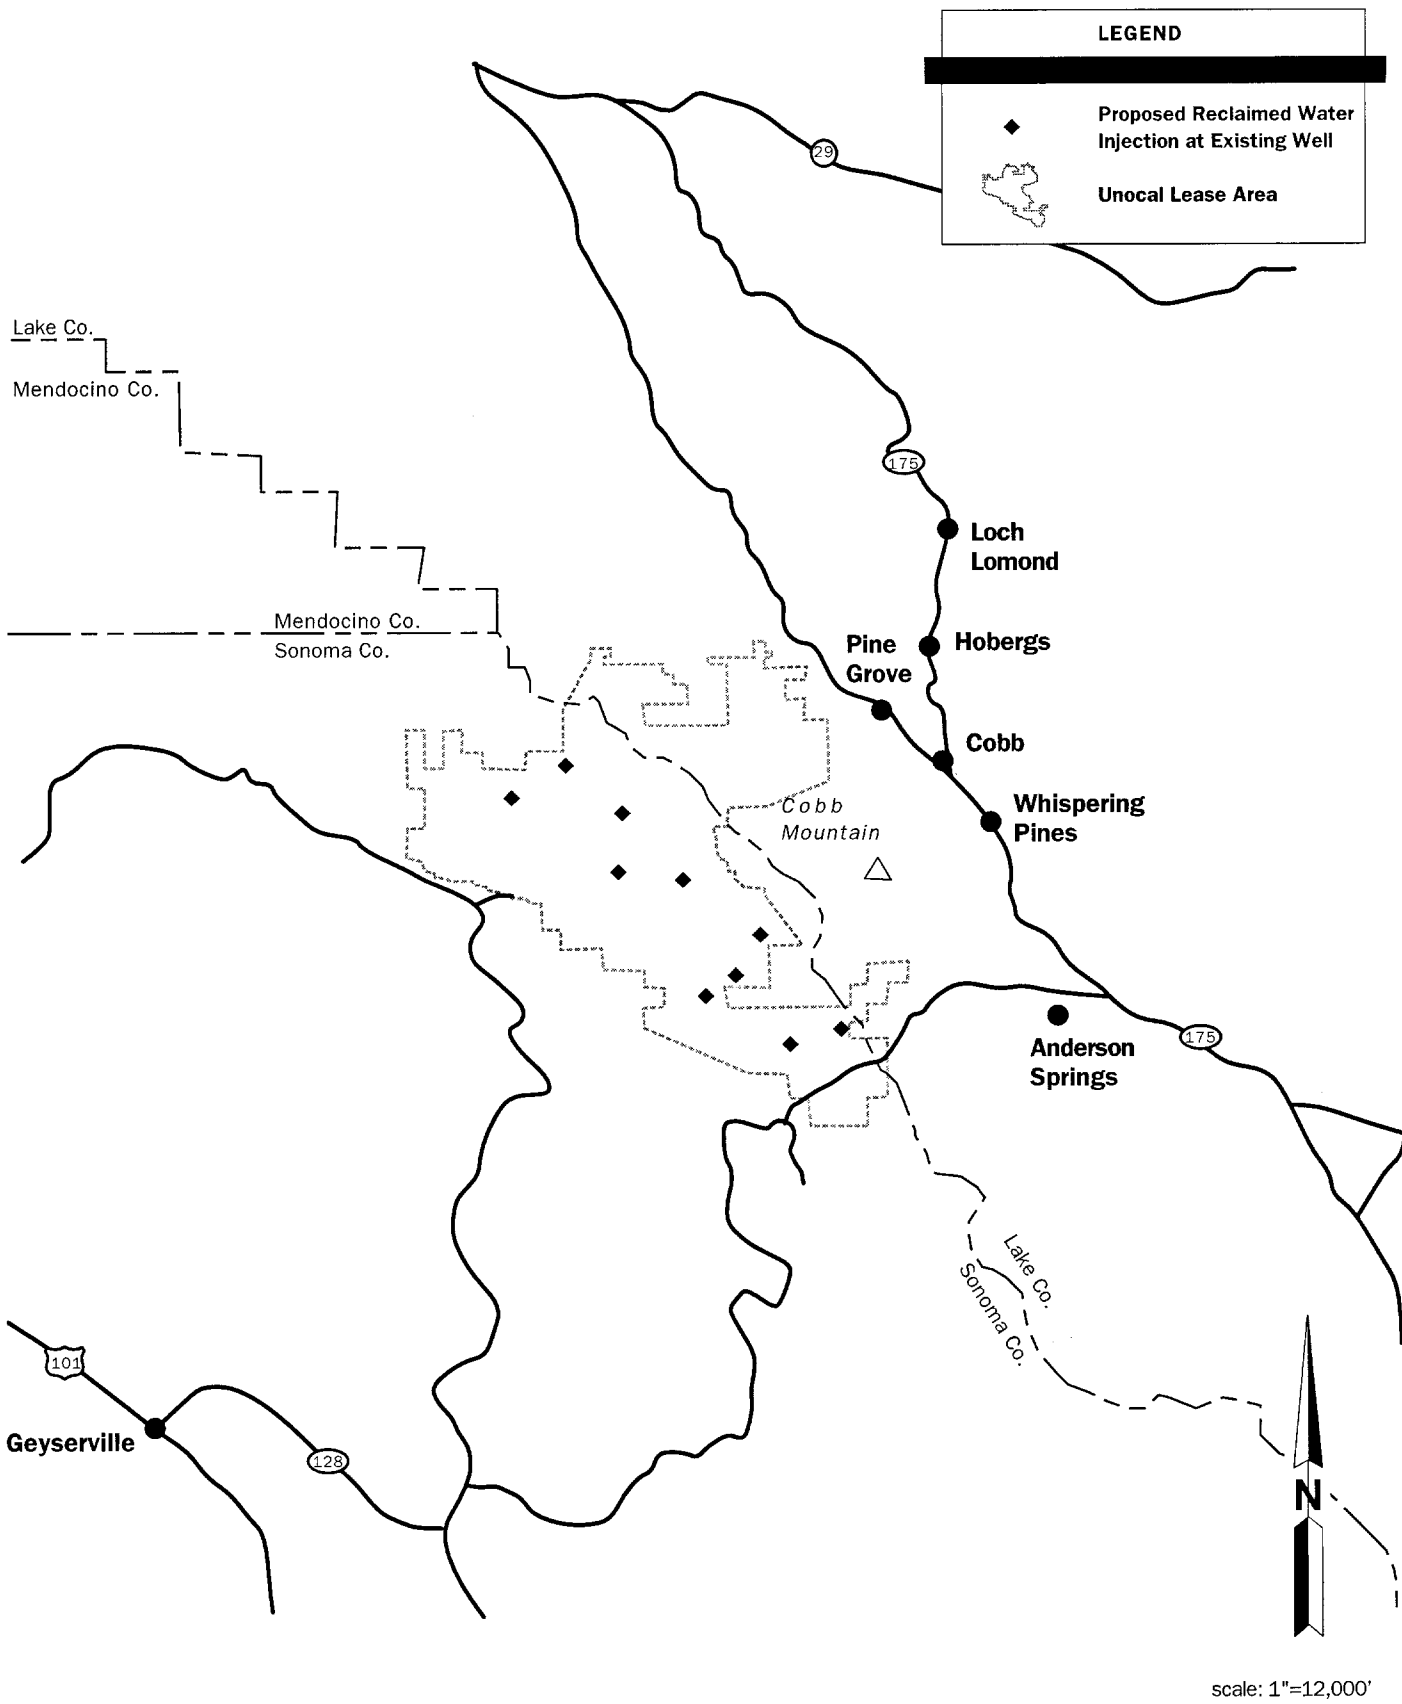 LEGEND
Proposed Reclaimed Water
Injection at Existing Well
Unocal Lease Area
29
Lake Co.
Mendocino Co.
175
Loch
Lomond
Mendocino Co.
Sonoma Co.
Pine
Grove
Hobergs
Cobb
Whispering
Pines
Cobb
Mountain
Anderson
Springs
175
Lake Co.
Sonoma Co.
101
Geyserville
128
N
scale: 1"=12,000'